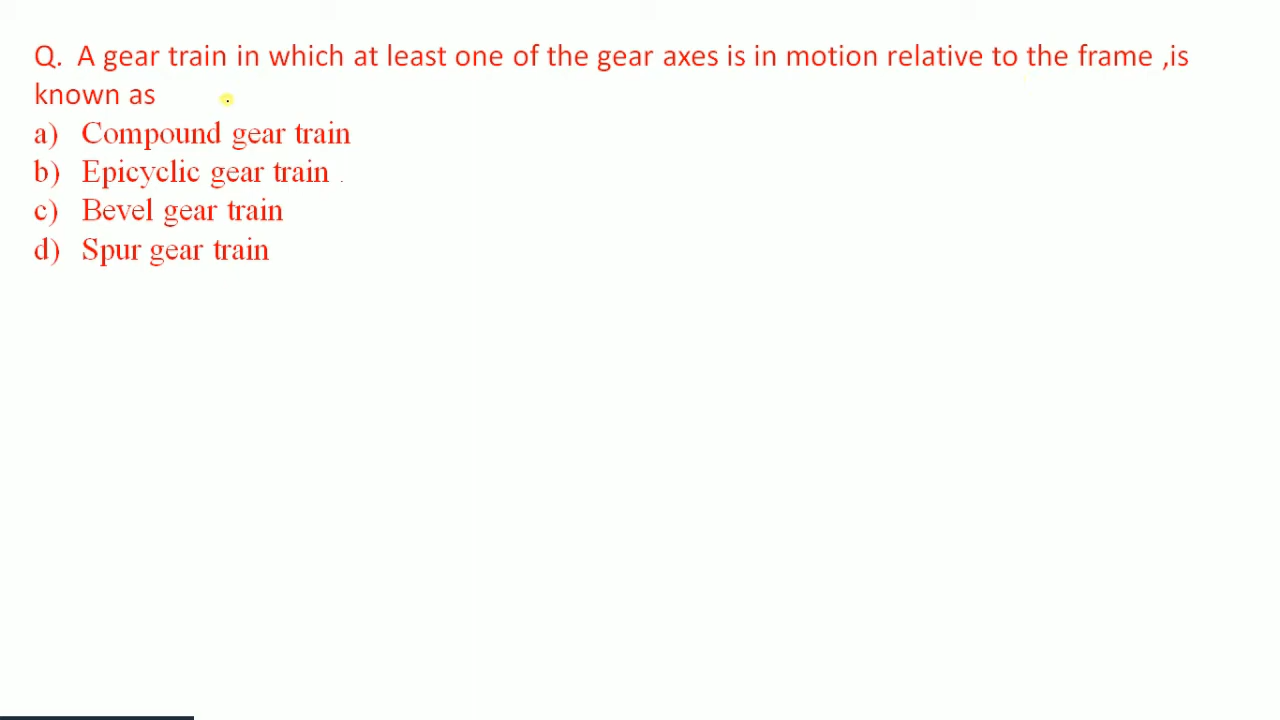 Q. A gear train in which at least one of the gear axes is in motion relative to the frame ,is
known as
a) Compound gear train
b) Epicyclic gear train
c) Bevel gear train
d) Spur gear train